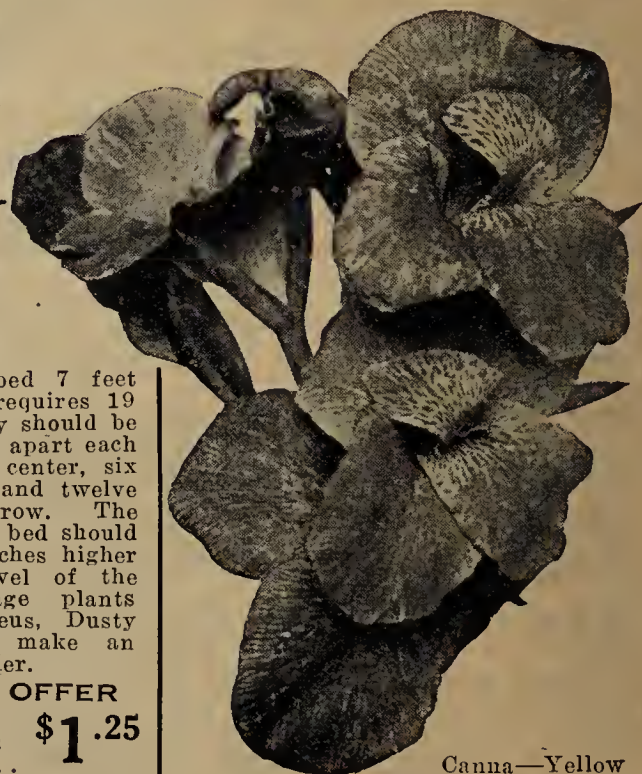 bed 7 feet
requires 19
y should be
apart each
center, six
and twelve
row. The
bed should
ches higher
vel of the
age plants
eus, Dusty
make an
er.
OFFER
$1.25
Canna—Yellow